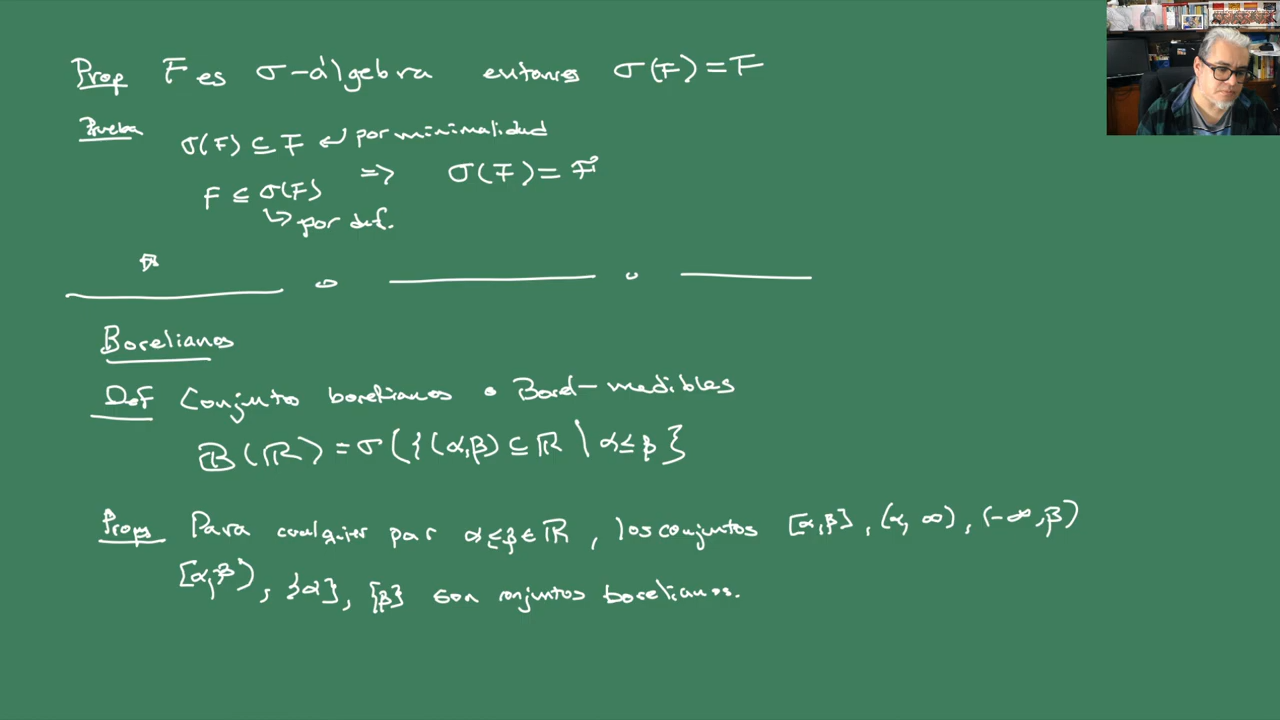 Prop F es σ-álgebra entonces σ(F) = F
Prueba
σ(F) ⊆ F ↩ por minimalidad
⇒ σ(F) = F
F ⊆ σ(F)
↳ por def.
Borelianos
Def Conjuntos borelianos o Borel-medibles
B(ℝ) = σ({(α,β) ⊆ ℝ | α ≤ β}
Props Para cualquier par α ≤ β ∈ ℝ, los conjuntos [α,β], (α, ∞), (-∞,β)
[α,β), {α}, {β} son conjuntos borelianos.